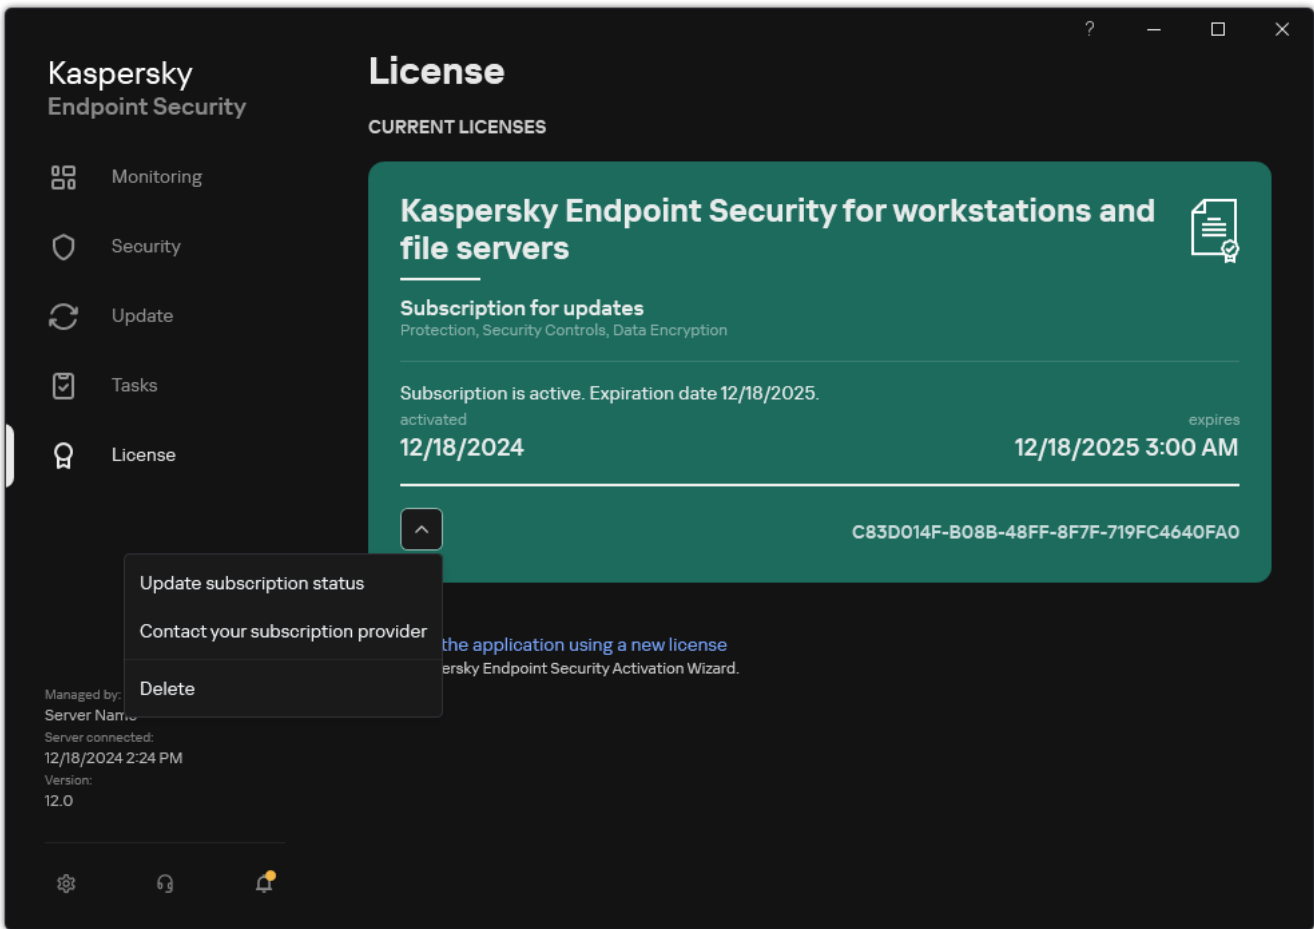 ?
Kaspersky
Endpoint Security
Monitoring
Security
Update
Tasks
License
Managed by:
Server Name
Server connected:
12/18/2024 2:24 PM
Version:
12.0
License
CURRENT LICENSES
Kaspersky Endpoint Security for workstations and
file servers
Subscription for updates
Protection, Security Controls, Data Encryption
Subscription is active. Expiration date 12/18/2025.
activated
expires
12/18/2024
12/18/2025 3:00 AM
C83D014F-B08B-48FF-8F7F-719FC4640FA0
Update subscription status
Contact your subscription provider
Delete
the application using a new license
ersky Endpoint Security Activation Wizard.